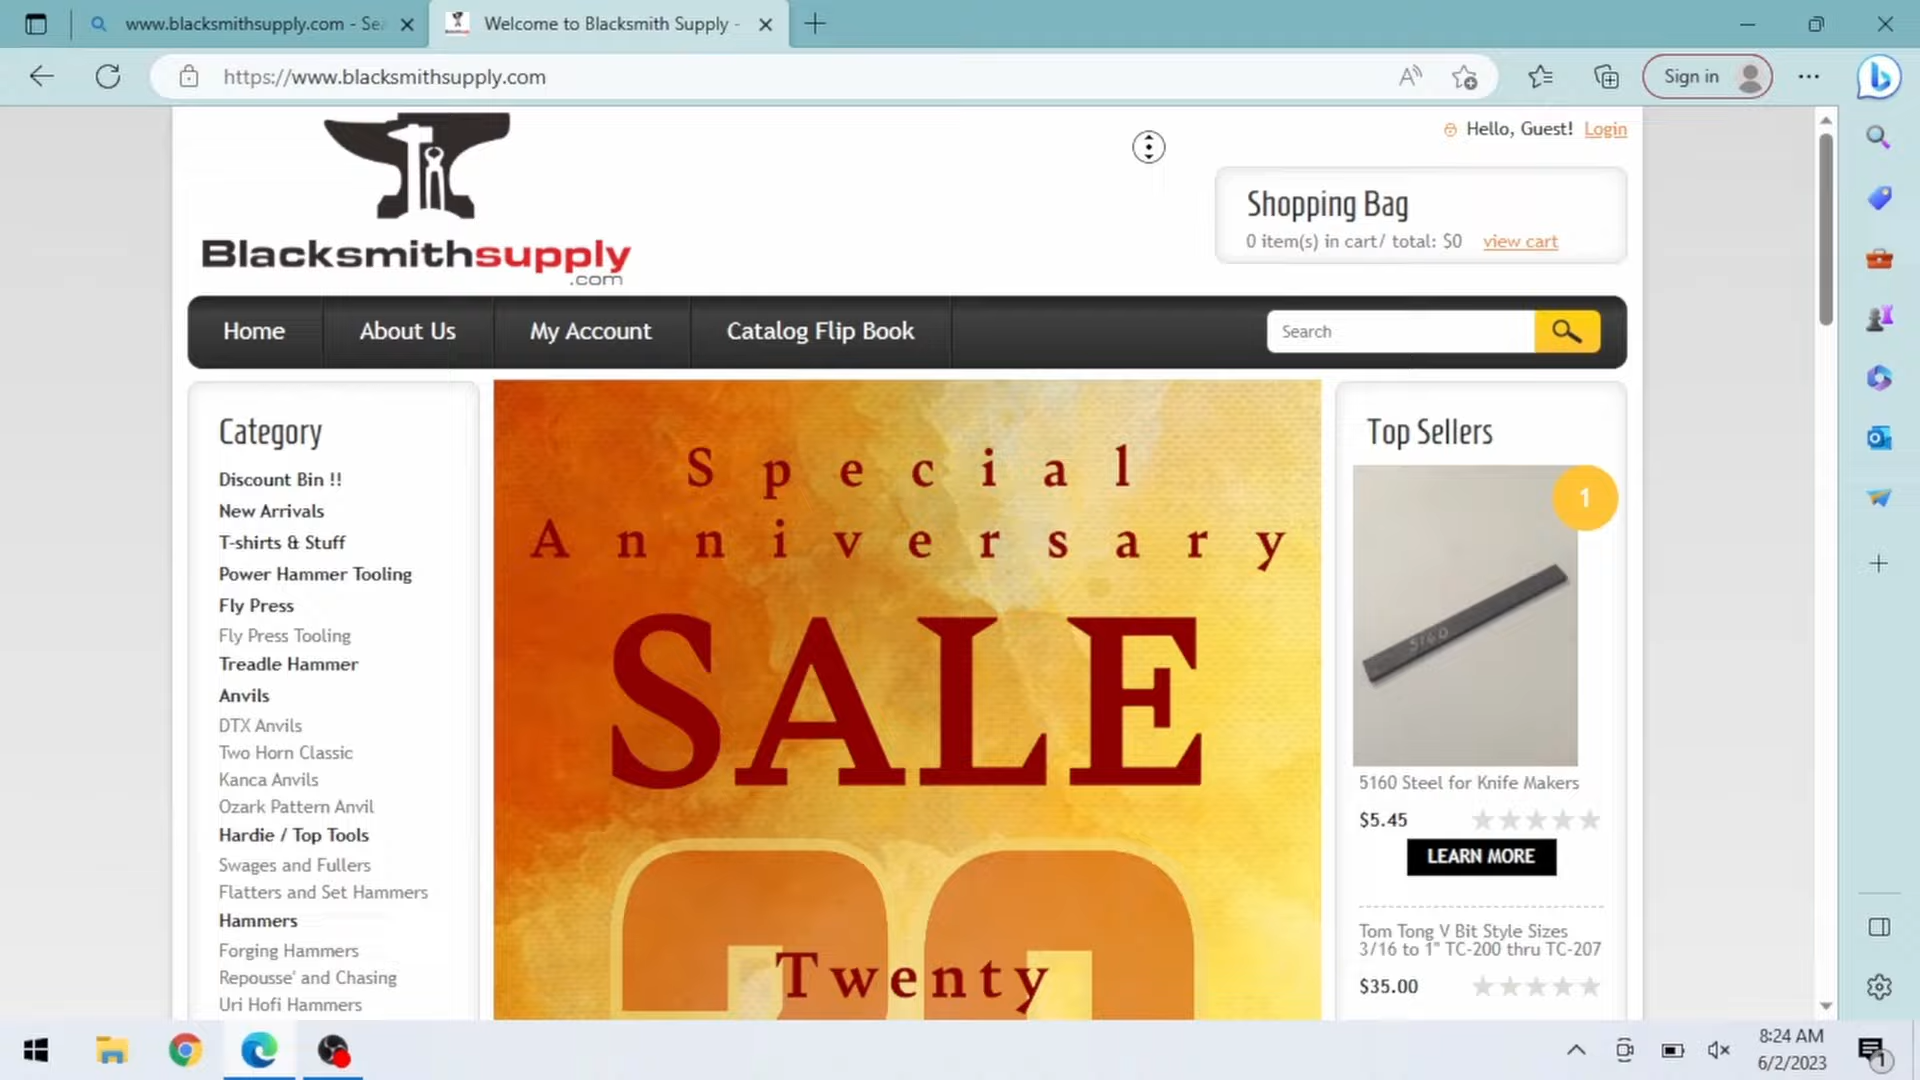 www.blacksmithsupply.com - Sea
Welcome to Blacksmith Supply -
https://www.blacksmithsupply.com
Sign in
Hello, Guest! Login
Shopping Bag
0 item(s) in cart/ total: $0 view cart
Blacksmithsupply
.com
Home
About Us
My Account
Catalog Flip Book
Search
Category
Discount Bin !!
New Arrivals
T-shirts & Stuff
Power Hammer Tooling
Fly Press
Fly Press Tooling
Treadle Hammer
Anvils
DTX Anvils
Two Horn Classic
Kanca Anvils
Ozark Pattern Anvil
Hardie / Top Tools
Swages and Fullers
Flatters and Set Hammers
Hammers
Forging Hammers
Repousse' and Chasing
Uri Hofi Hammers
Special
Anniversary
SALE
Twenty
Top Sellers
1
5160
5160 Steel for Knife Makers
$5.45
LEARN MORE
Tom Tong V Bit Style Sizes
3/16 to 1" TC-200 thru TC-207
$35.00
8:24 AM
6/2/2023
1